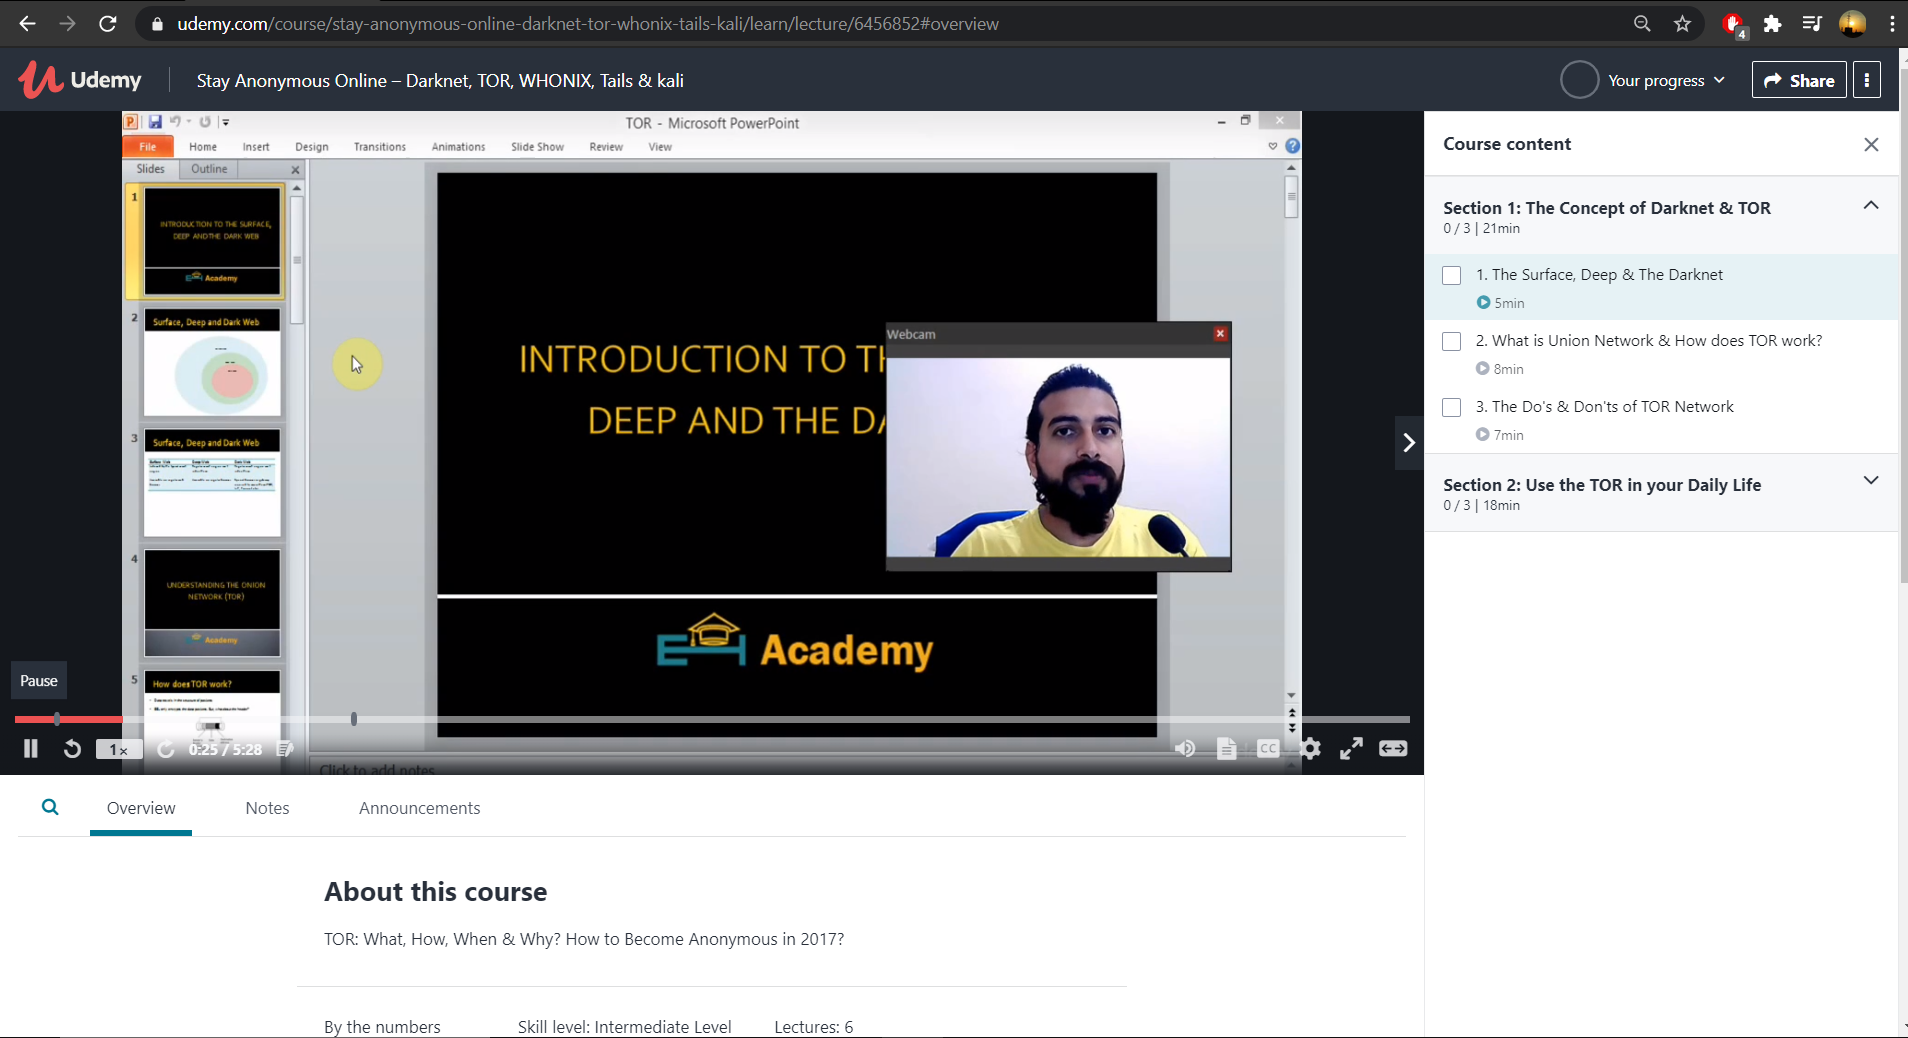 udemy.com/course/stay-anonymous-online-darknet-tor-whonix-tails-kali/learn/lecture/6456852#overview
4
Udemy
Stay Anonymous Online – Darknet, TOR, WHONIX, Tails & kali
Your progress
Share
TOR - Microsoft PowerPoint
File Home Insert Design Transitions Animations Slide Show Review View
Slides Outline
1
INTRODUCTION TO THE SURFACE,
DEEP AND THE DARK WEB
Academy
2
Surface, Deep and Dark Web
3
Surface, Deep and Dark Web
4
UNDERSTANDING THE ONION
NETWORK (TOR)
Academy
5
How does TOR work?
INTRODUCTION TO TH
DEEP AND THE DA
EH Academy
Webcam
Click to add notes
Pause
1x
0:25 / 5:28
CC
Course content
Section 1: The Concept of Darknet & TOR
0 / 3 | 21min
1. The Surface, Deep & The Darknet
5min
2. What is Union Network & How does TOR work?
8min
3. The Do's & Don'ts of TOR Network
7min
Section 2: Use the TOR in your Daily Life
0 / 3 | 18min
Overview Notes Announcements
About this course
TOR: What, How, When & Why? How to Become Anonymous in 2017?
By the numbers Skill level: Intermediate Level Lectures: 6